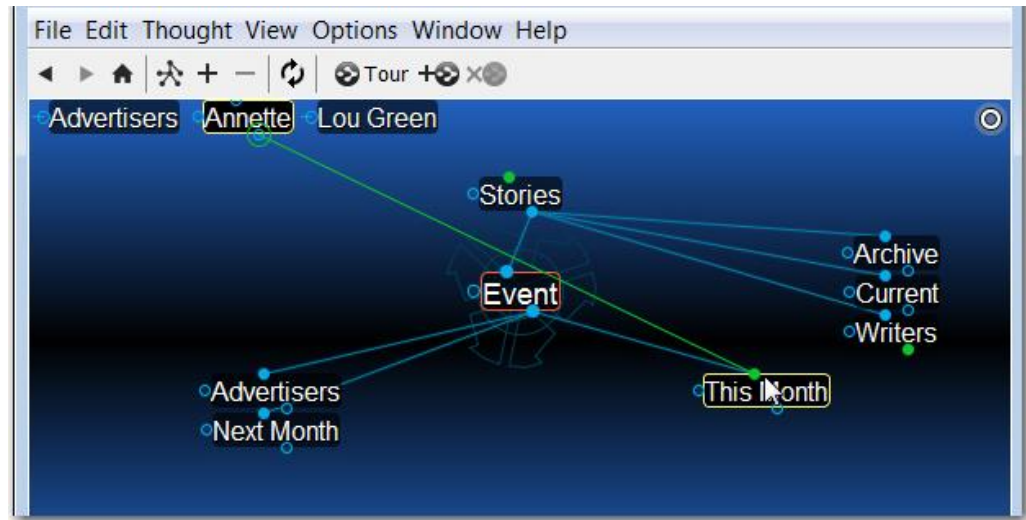 File Edit Thought View Options Window Help
Tour
Advertisers Annette Lou Green
Stories
Archive
Event
Current
Writers
Advertisers
This Month
Next Month